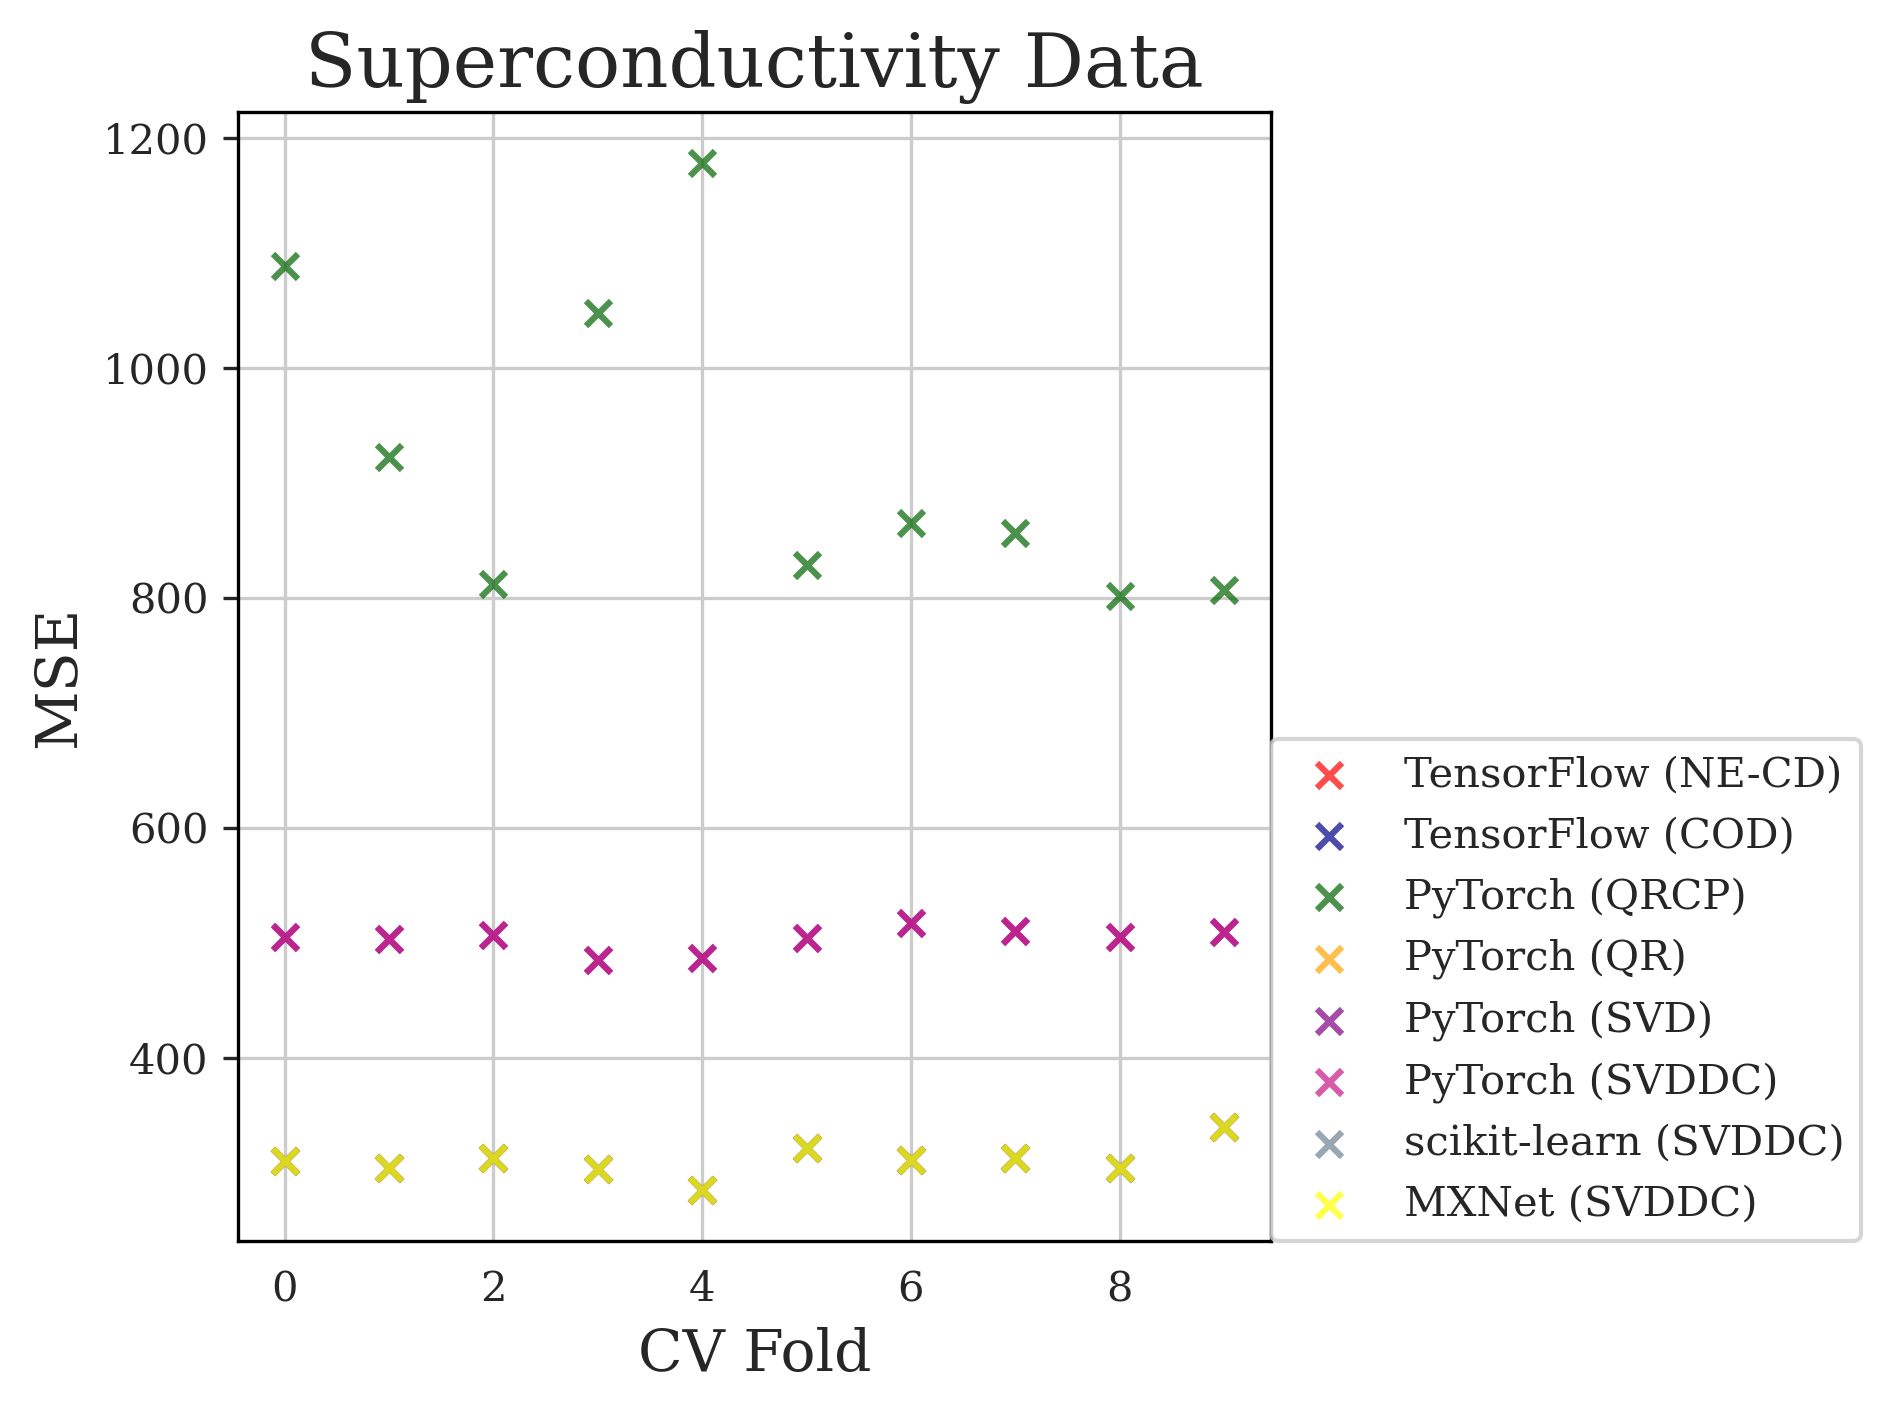 Superconductivity Data
1200
1000
800
600
400
MSE
0 2 4 6 8
CV Fold
TensorFlow (NE-CD)
TensorFlow (COD)
PyTorch (QRCP)
PyTorch (QR)
PyTorch (SVD)
PyTorch (SVDDC)
scikit-learn (SVDDC)
MXNet (SVDDC)